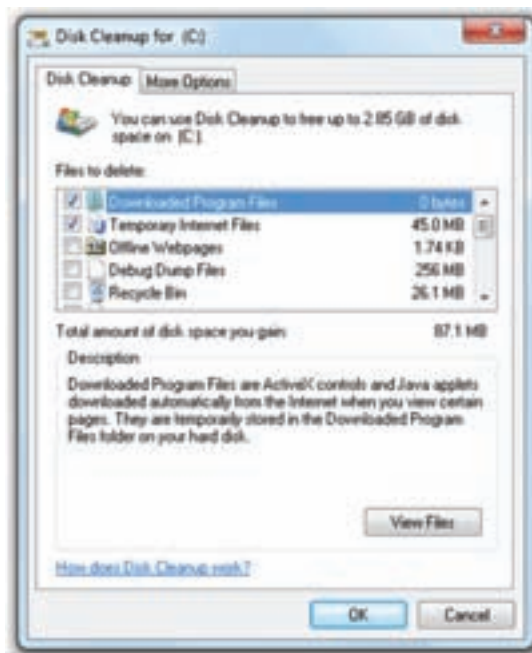 Disk Cleanup for (C:)
Disk Cleanup
More Options
You can use Disk Cleanup to free up to 2.85 GB of disk
space on (C:).
Files to delete:
Downloaded Program Files 0 bytes
Temporary Internet Files 45.0 MB
Offline Webpages 1.74 KB
Debug Dump Files 256 MB
Recycle Bin 26.1 MB
Total amount of disk space you gain: 87.1 MB
Description
Downloaded Program Files are ActiveX controls and Java applets
downloaded automatically from the Internet when you view certain
pages. They are temporarily stored in the Downloaded Program
Files folder on your hard disk.
View Files
How does Disk Cleanup work?
OK
Cancel